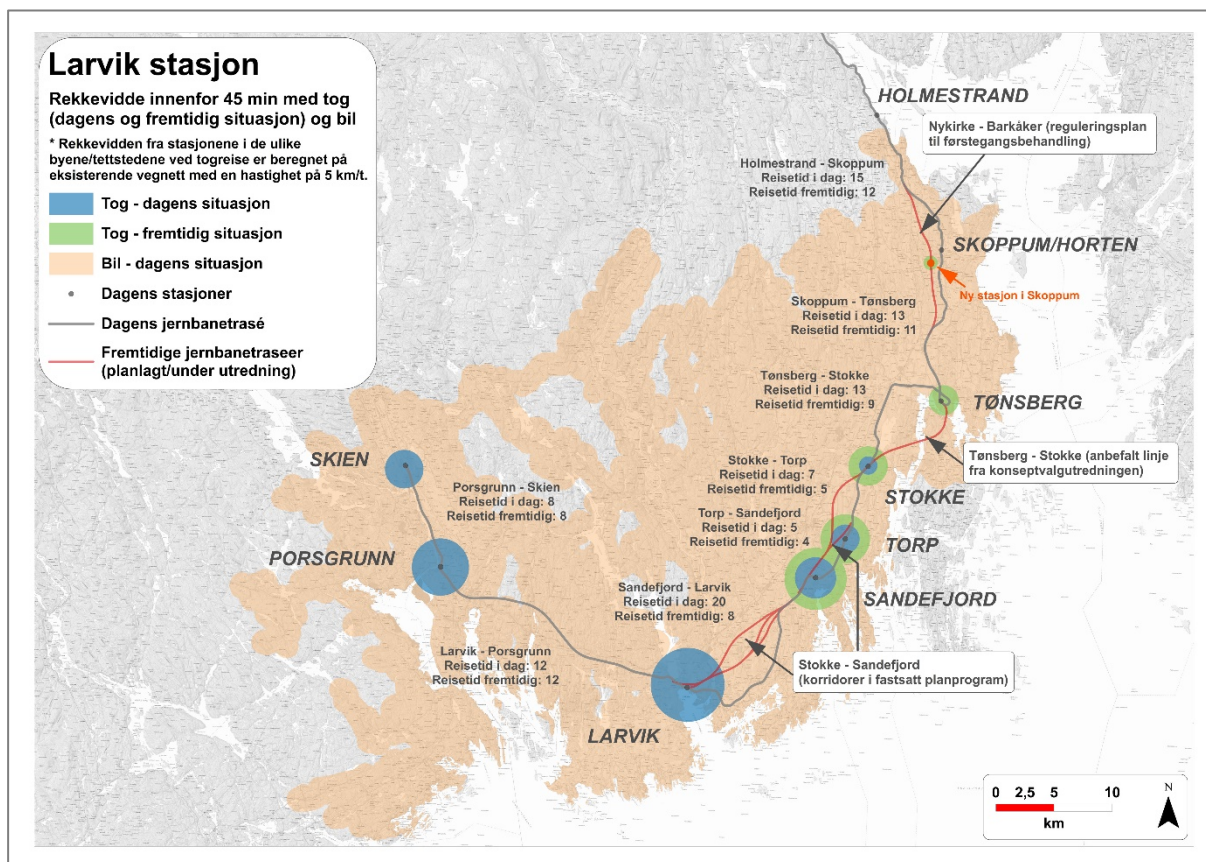 Larvik stasjon
Rekkevidde innenfor 45 min med tog
(dagens og fremtidig situasjon) og bil
* Rekkevidden fra stasjonene i de ulike
byene/tettstedene ved togreise er beregnet på
eksisterende vegnett med en hastighet på 5 km/t.
Tog - dagens situasjon
Tog - fremtidig situasjon
Bil - dagens situasjon
Dagens stasjoner
Dagens jernbanetrasé
Fremtidige jernbanetraseer
(planlagt/under utredning)
HOLMESTRAND
Nykirke - Barkåker (reguleringsplan
til førstegangsbehandling)
Holmestrand - Skoppum
Reisetid i dag: 15
Reisetid fremtidig: 12
SKOPPUM/HORTEN
Ny stasjon i Skoppum
Skoppum - Tønsberg
Reisetid i dag: 13
Reisetid fremtidig: 11
Tønsberg - Stokke
Reisetid i dag: 13
Reisetid fremtidig: 9
TØNSBERG
Tønsberg - Stokke (anbefalt linje
fra konseptvalgutredningen)
SKIEN
Stokke - Torp
Reisetid i dag: 7
Reisetid fremtidig: 5
STOKKE
Porsgrunn - Skien
Reisetid i dag: 8
Reisetid fremtidig: 8
Torp - Sandefjord
Reisetid i dag: 5
Reisetid fremtidig: 4
TORP
PORSGRUNN
Sandefjord - Larvik
Reisetid i dag: 20
Reisetid fremtidig: 8
SANDEFJORD
Larvik - Porsgrunn
Reisetid i dag: 12
Reisetid fremtidig: 12
Stokke - Sandefjord
(korridorer i fastsatt planprogram)
LARVIK
0 2,5 5 10
km
N